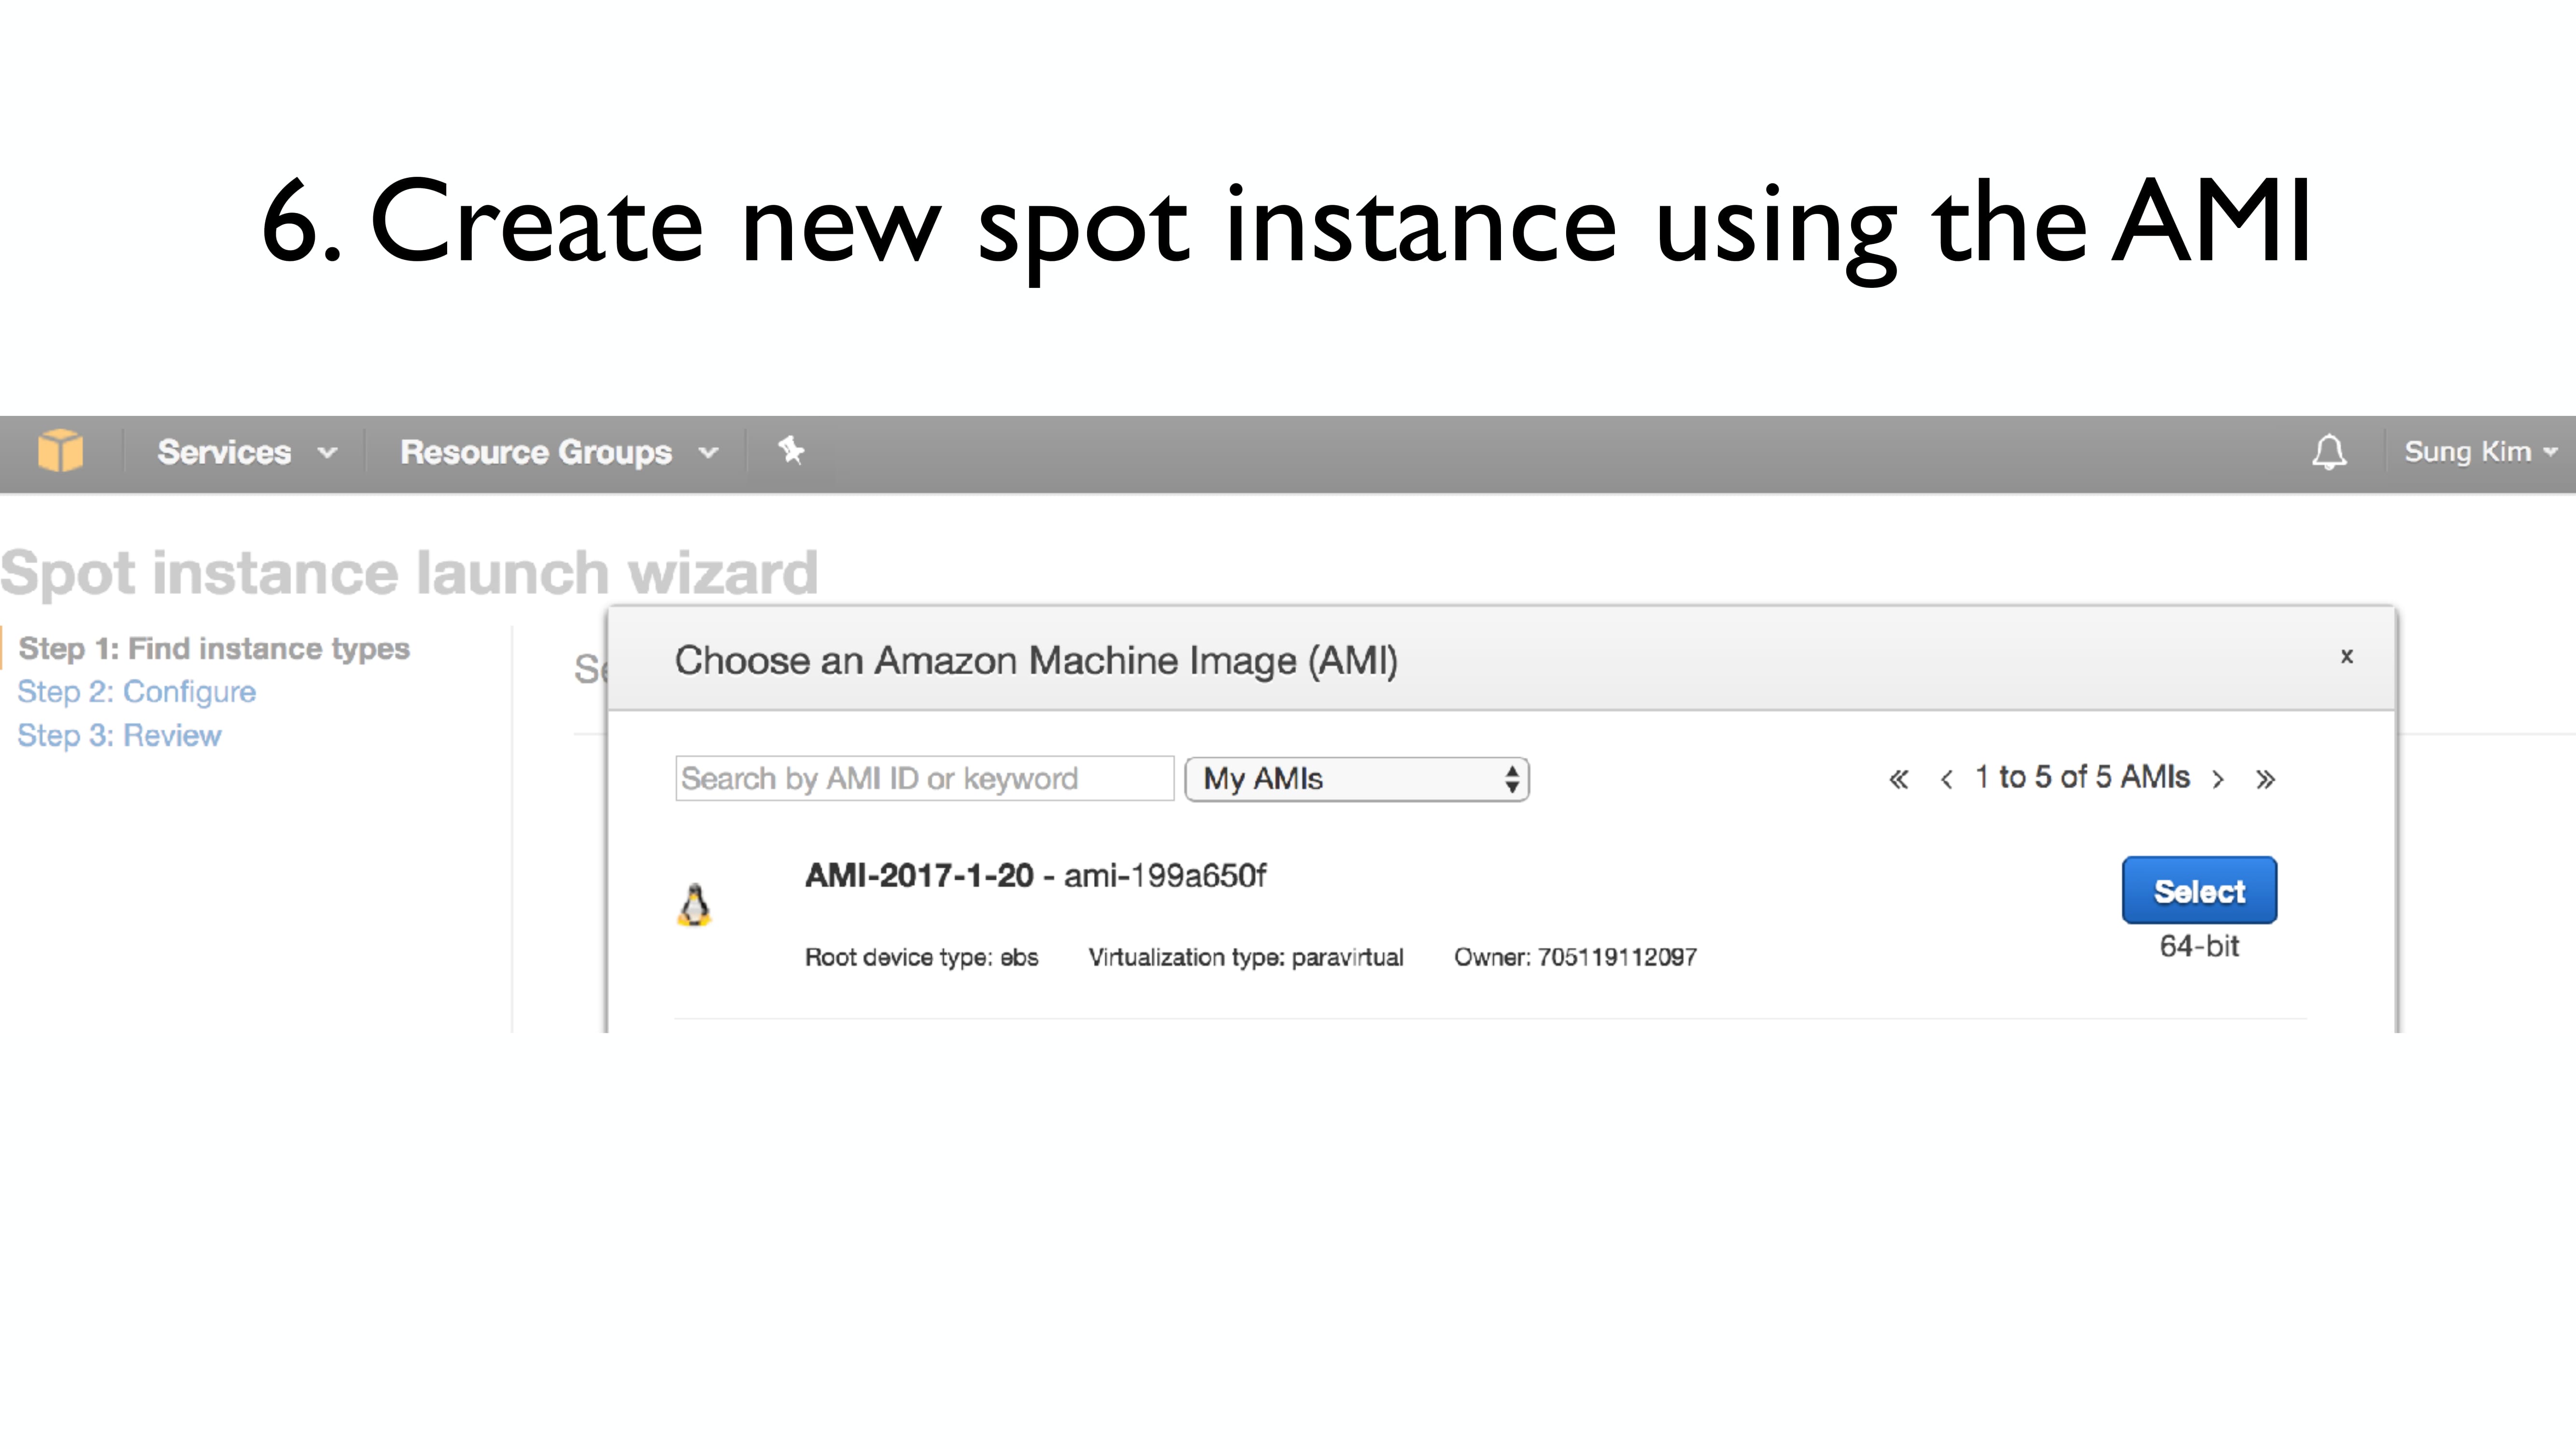 6. Create new spot instance using the AMI
Services Resource Groups Sung Kim
Spot instance launch wizard
Step 1: Find instance types
Step 2: Configure
Step 3: Review
Choose an Amazon Machine Image (AMI) x
Search by AMI ID or keyword My AMIs « ‹ 1 to 5 of 5 AMIs › »
AMI-2017-1-20 - ami-199a650f
Select
Root device type: ebs Virtualization type: paravirtual Owner: 705119112097
64-bit